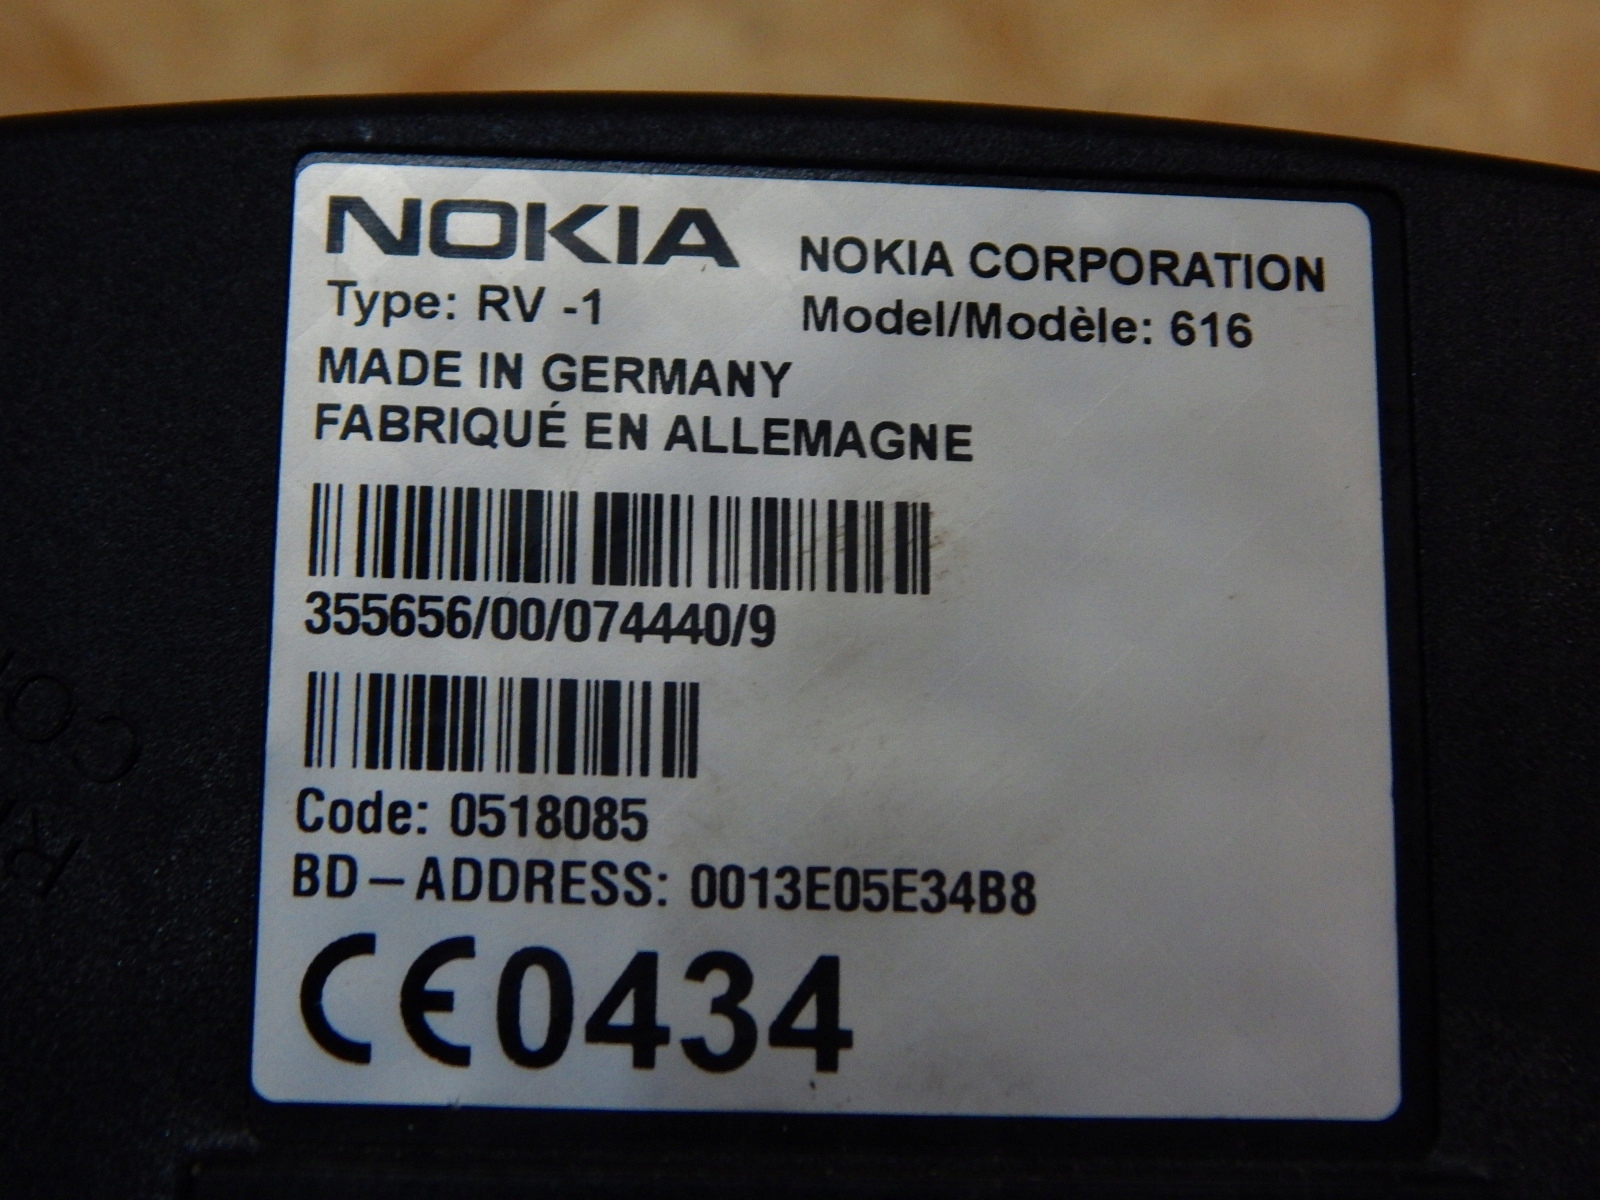 NOKIA
NOKIA CORPORATION
Type: RV -1
Model/Modèle: 616
MADE IN GERMANY
FABRIQUÉ EN ALLEMAGNE
355656/00/074440/9
Code: 0518085
BD-ADDRESS: 0013E05E34B8
CE0434